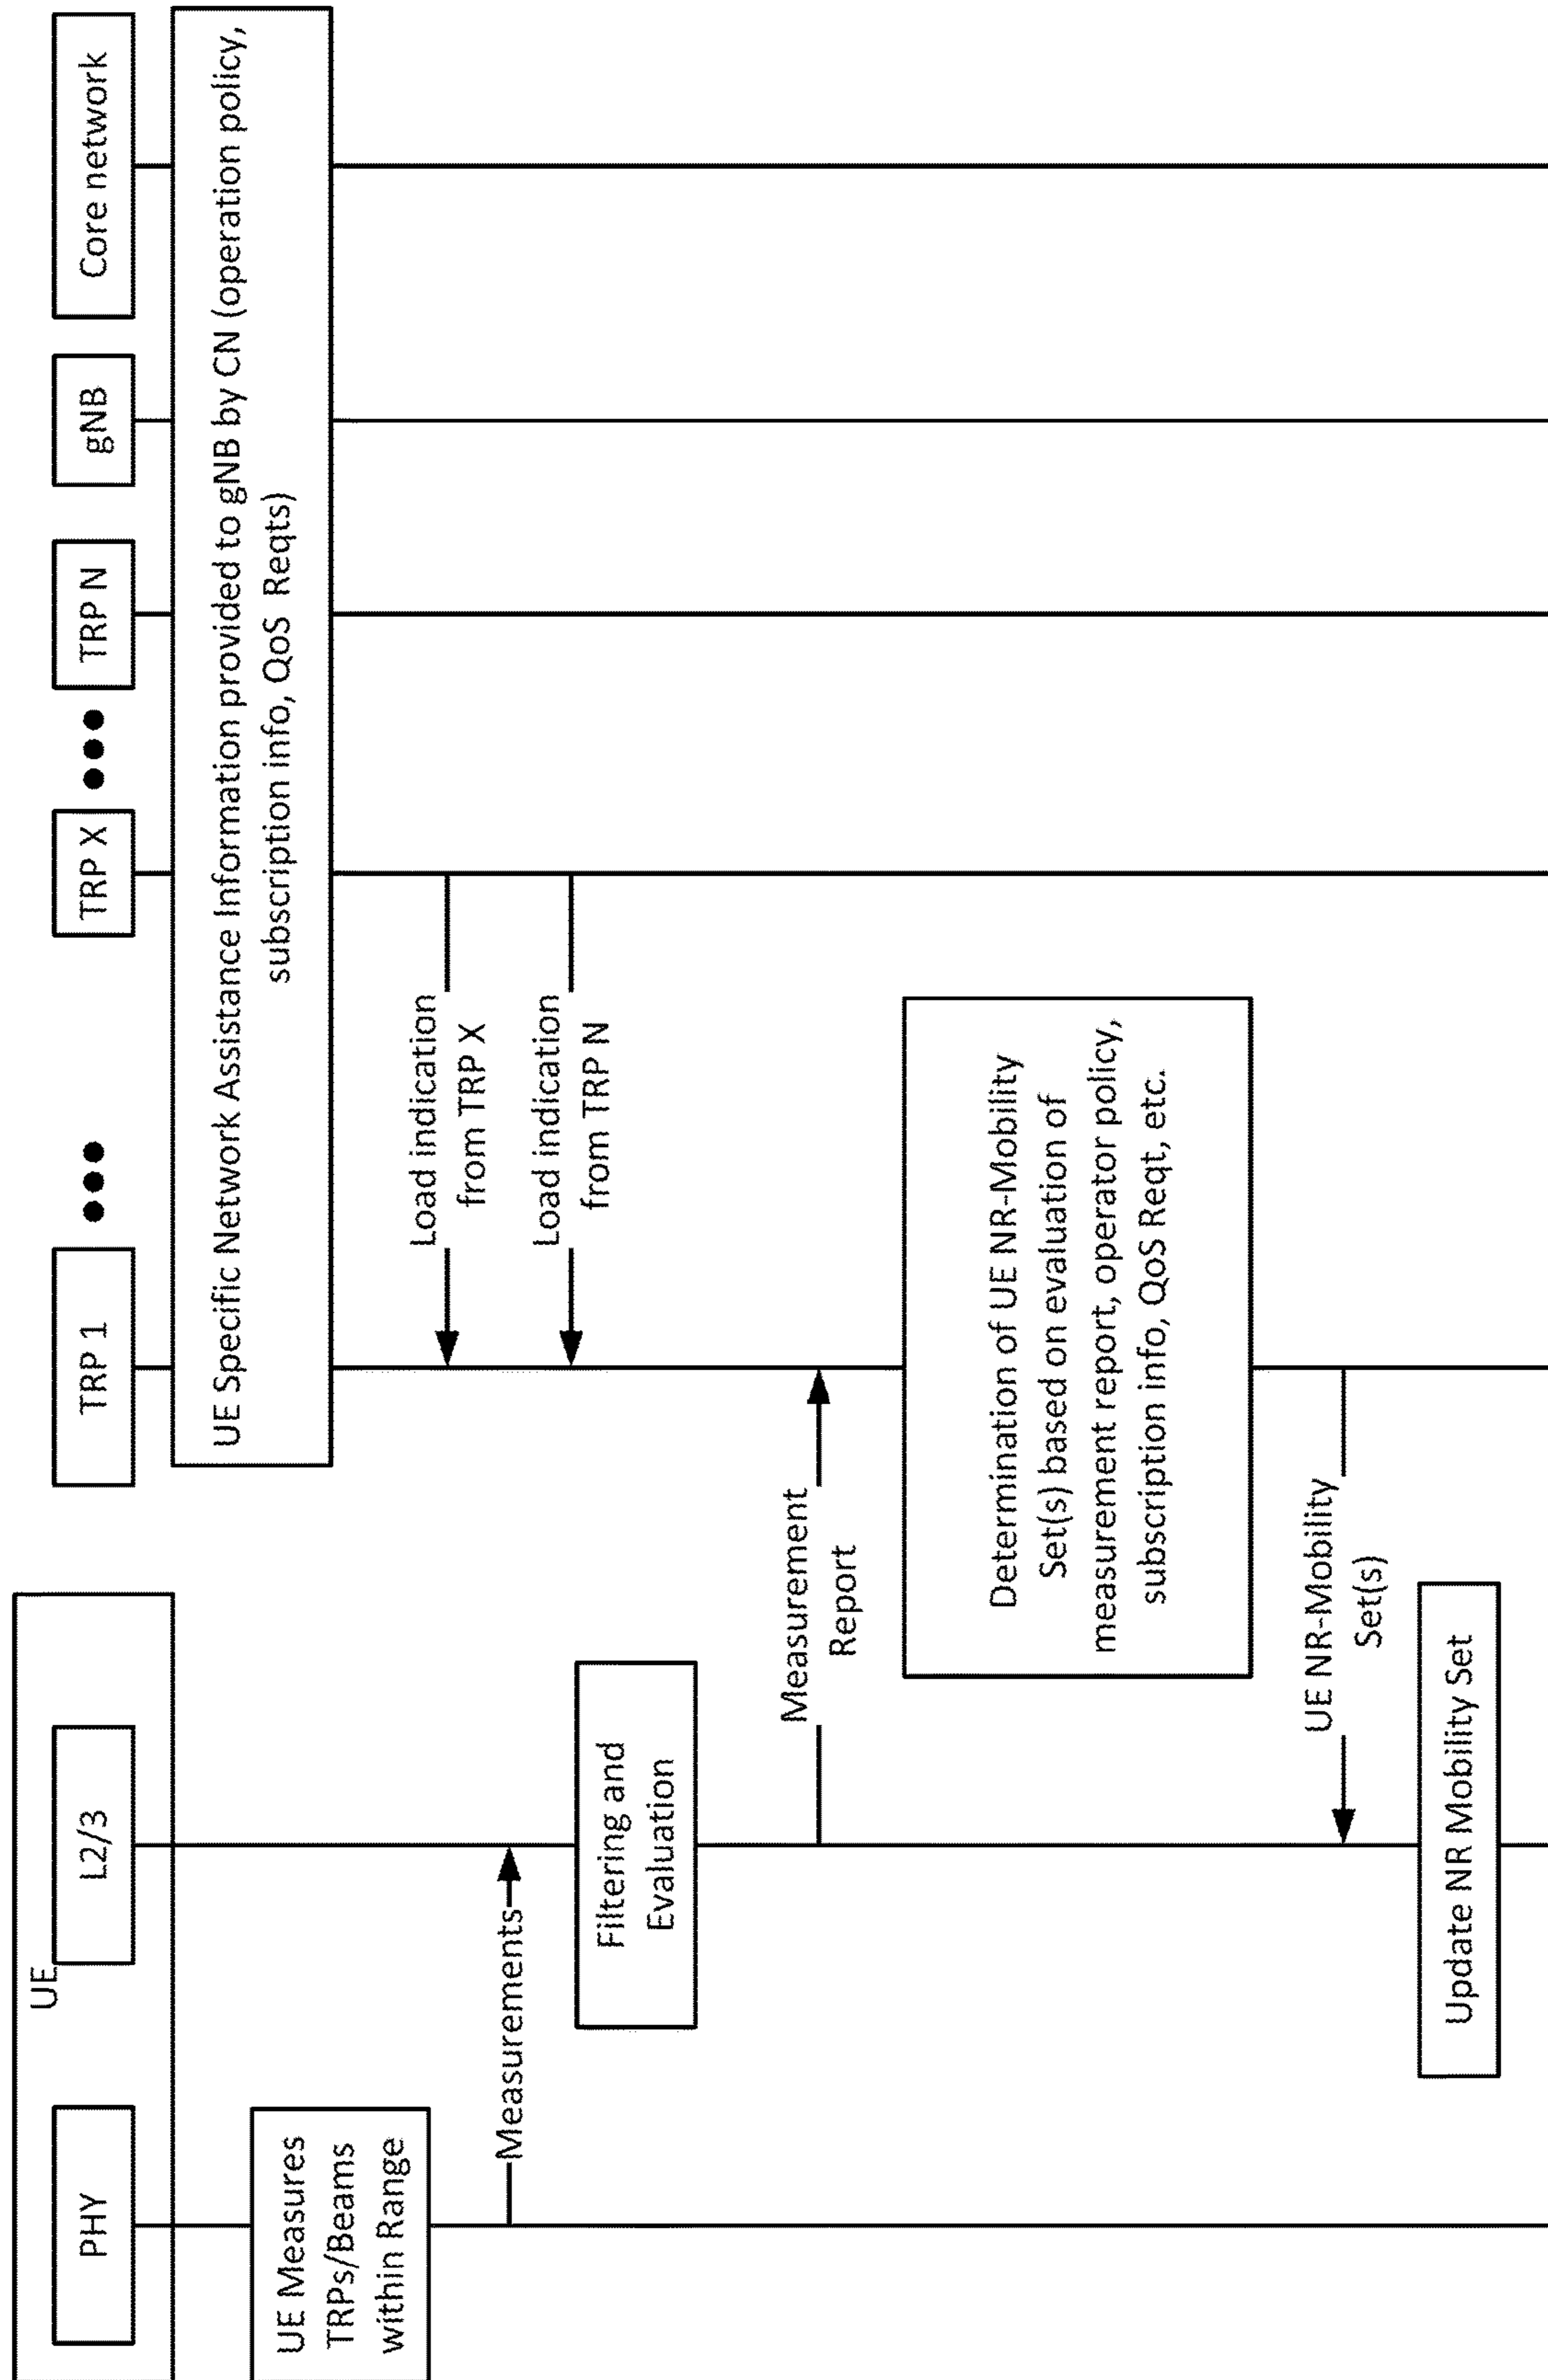 UE
PHY
L2/3
TRP 1
TRP X
TRP N
gNB
Core network
UE Specific Network Assistance Information provided to gNB by CN (operation policy,
subscription info, QoS Reqts)
UE Measures
TRPs/Beams
within Range
Load indication
from TRP X
Measurements
Load indication
from TRP N
Filtering and
Evaluation
Measurement
Report
Determination of UE NR-Mobility
Set(s) based on evaluation of
measurement report, operator policy,
subscription info, QoS Reqt, etc.
UE NR-Mobility
Set(s)
Update NR Mobility Set